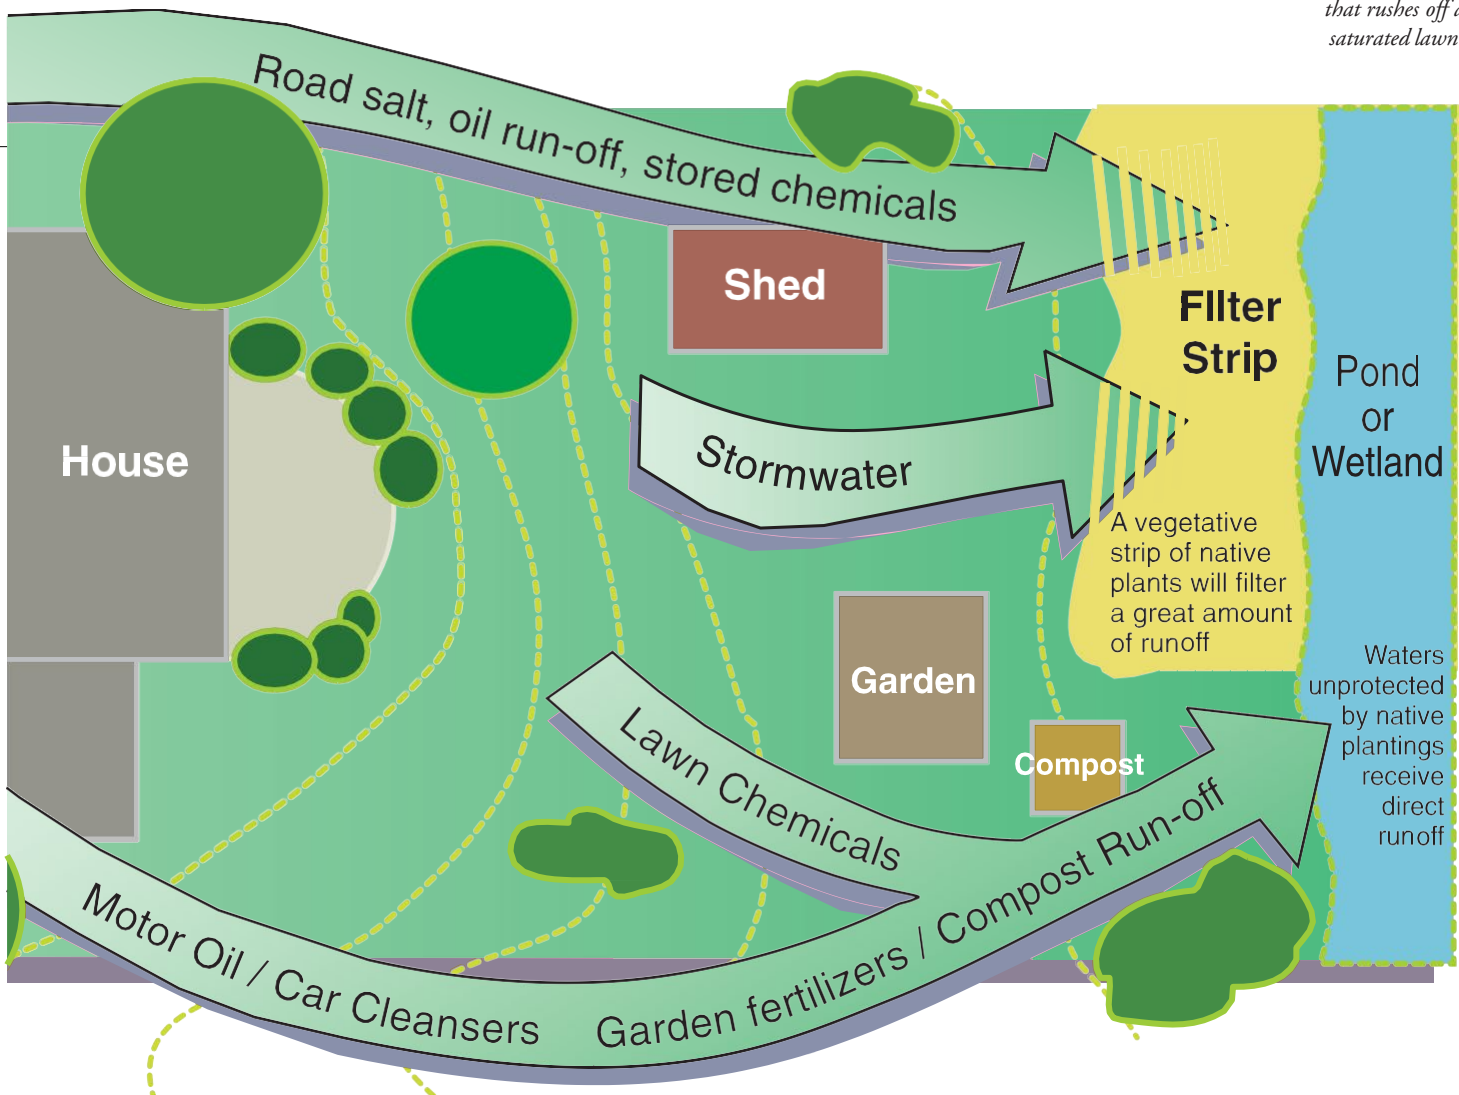 that rushes off
saturated lawn
Road salt, oil run-off, stored chemicals
Shed
FIlter
Strip
Pond
or
Wetland
House
Stormwater
A vegetative
strip of native
plants will filter
a great amount
of runoff
Waters
unprotected
by native
plantings
receive
direct
runoff
Garden
Compost
Lawn Chemicals
Motor Oil / Car Cleansers
Garden fertilizers / Compost Run-off